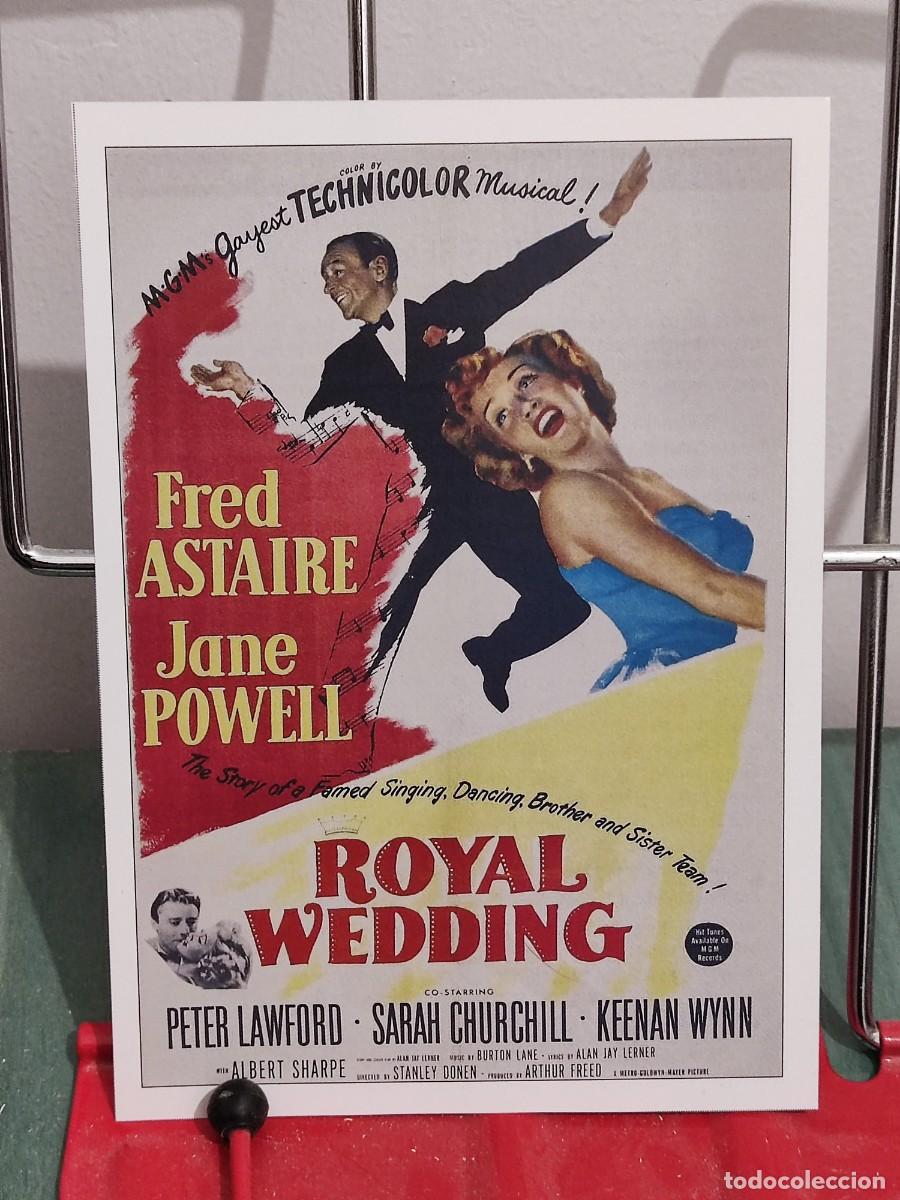 COLOR BY
M-G-M's gayest TECHNICOLOR Musical!
Fred
ASTAIRE
Jane
POWELL
The Story of a Famed Singing, Dancing, Brother and Sister Team!
ROYAL
WEDDING
Hit Tunes
Available On
M G M
Records
CO-STARRING
PETER LAWFORD · SARAH CHURCHILL · KEENAN WYNN
WITH ALBERT SHARPE
ALAN JAY LERNER · MUSIC BY BURTON LANE · LYRICS BY ALAN JAY LERNER
DIRECTED BY STANLEY DONEN · PRODUCED BY ARTHUR FREED
A METRO-GOLDWYN-MAYER PICTURE
todocoleccion